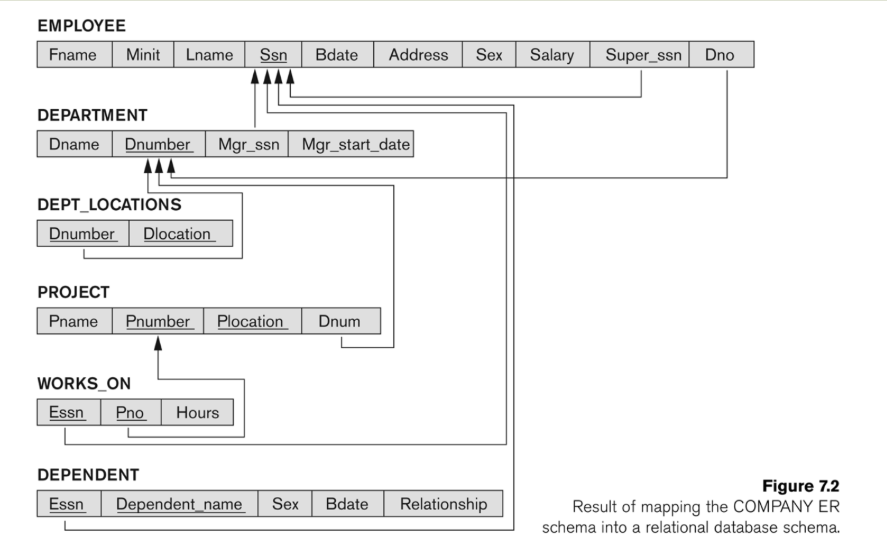 EMPLOYEE
Fname Minit Lname Ssn Bdate Address Sex Salary Super_ssn Dno
DEPARTMENT
Dname Dnumber Mgr_ssn Mgr_start_date
DEPT_LOCATIONS
Dnumber Dlocation
PROJECT
Pname Pnumber Plocation Dnum
WORKS_ON
Essn Pno Hours
DEPENDENT
Essn Dependent_name Sex Bdate Relationship
Figure 7.2
Result of mapping the COMPANY ER
schema into a relational database schema.